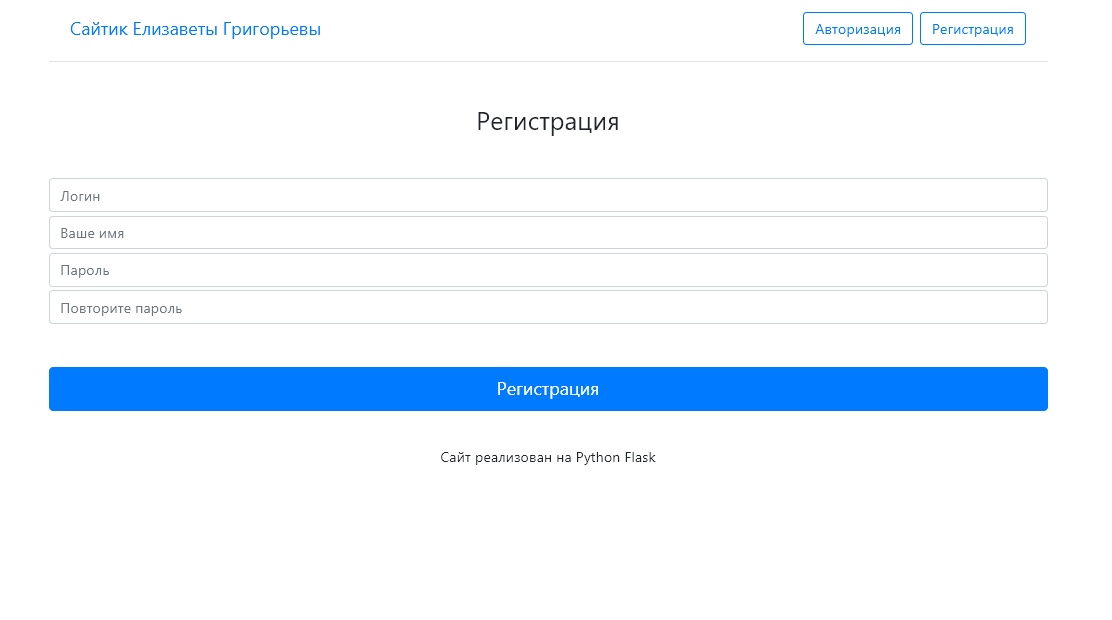 Сайтик Елизаветы Григорьевы
Авторизация
Регистрация
Регистрация
Логин
Ваше имя
Пароль
Повторите пароль
Регистрация
Сайт реализован на Python Flask